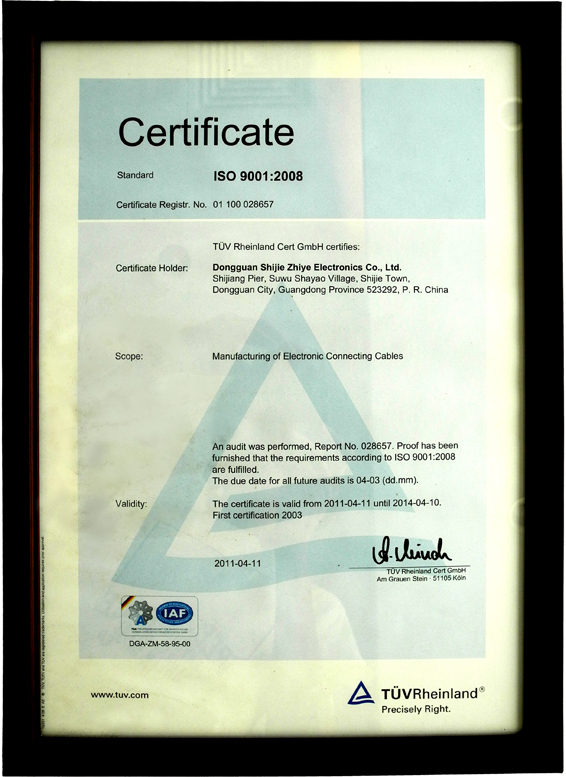 Certificate
Standard ISO 9001:2008
Certificate Registr. No. 01 100 028657
TÜV Rheinland Cert GmbH certifies:
Certificate Holder: Dongguan Shijie Zhiye Electronics Co., Ltd.
Shijiang Pier, Suwu Shayao Village, Shijie Town,
Dongguan City, Guangdong Province 523292, P. R. China
Scope: Manufacturing of Electronic Connecting Cables
An audit was performed, Report No. 028657. Proof has been
furnished that the requirements according to ISO 9001:2008
are fulfilled.
The due date for all future audits is 04-03 (dd.mm).
Validity: The certificate is valid from 2011-04-11 until 2014-04-10.
First certification 2003
2011-04-11
TÜV Rheinland Cert GmbH
Am Grauen Stein · 51105 Köln
IAF
DGA-ZM-58-95-00
www.tuv.com
TÜVRheinland®
Precisely Right.